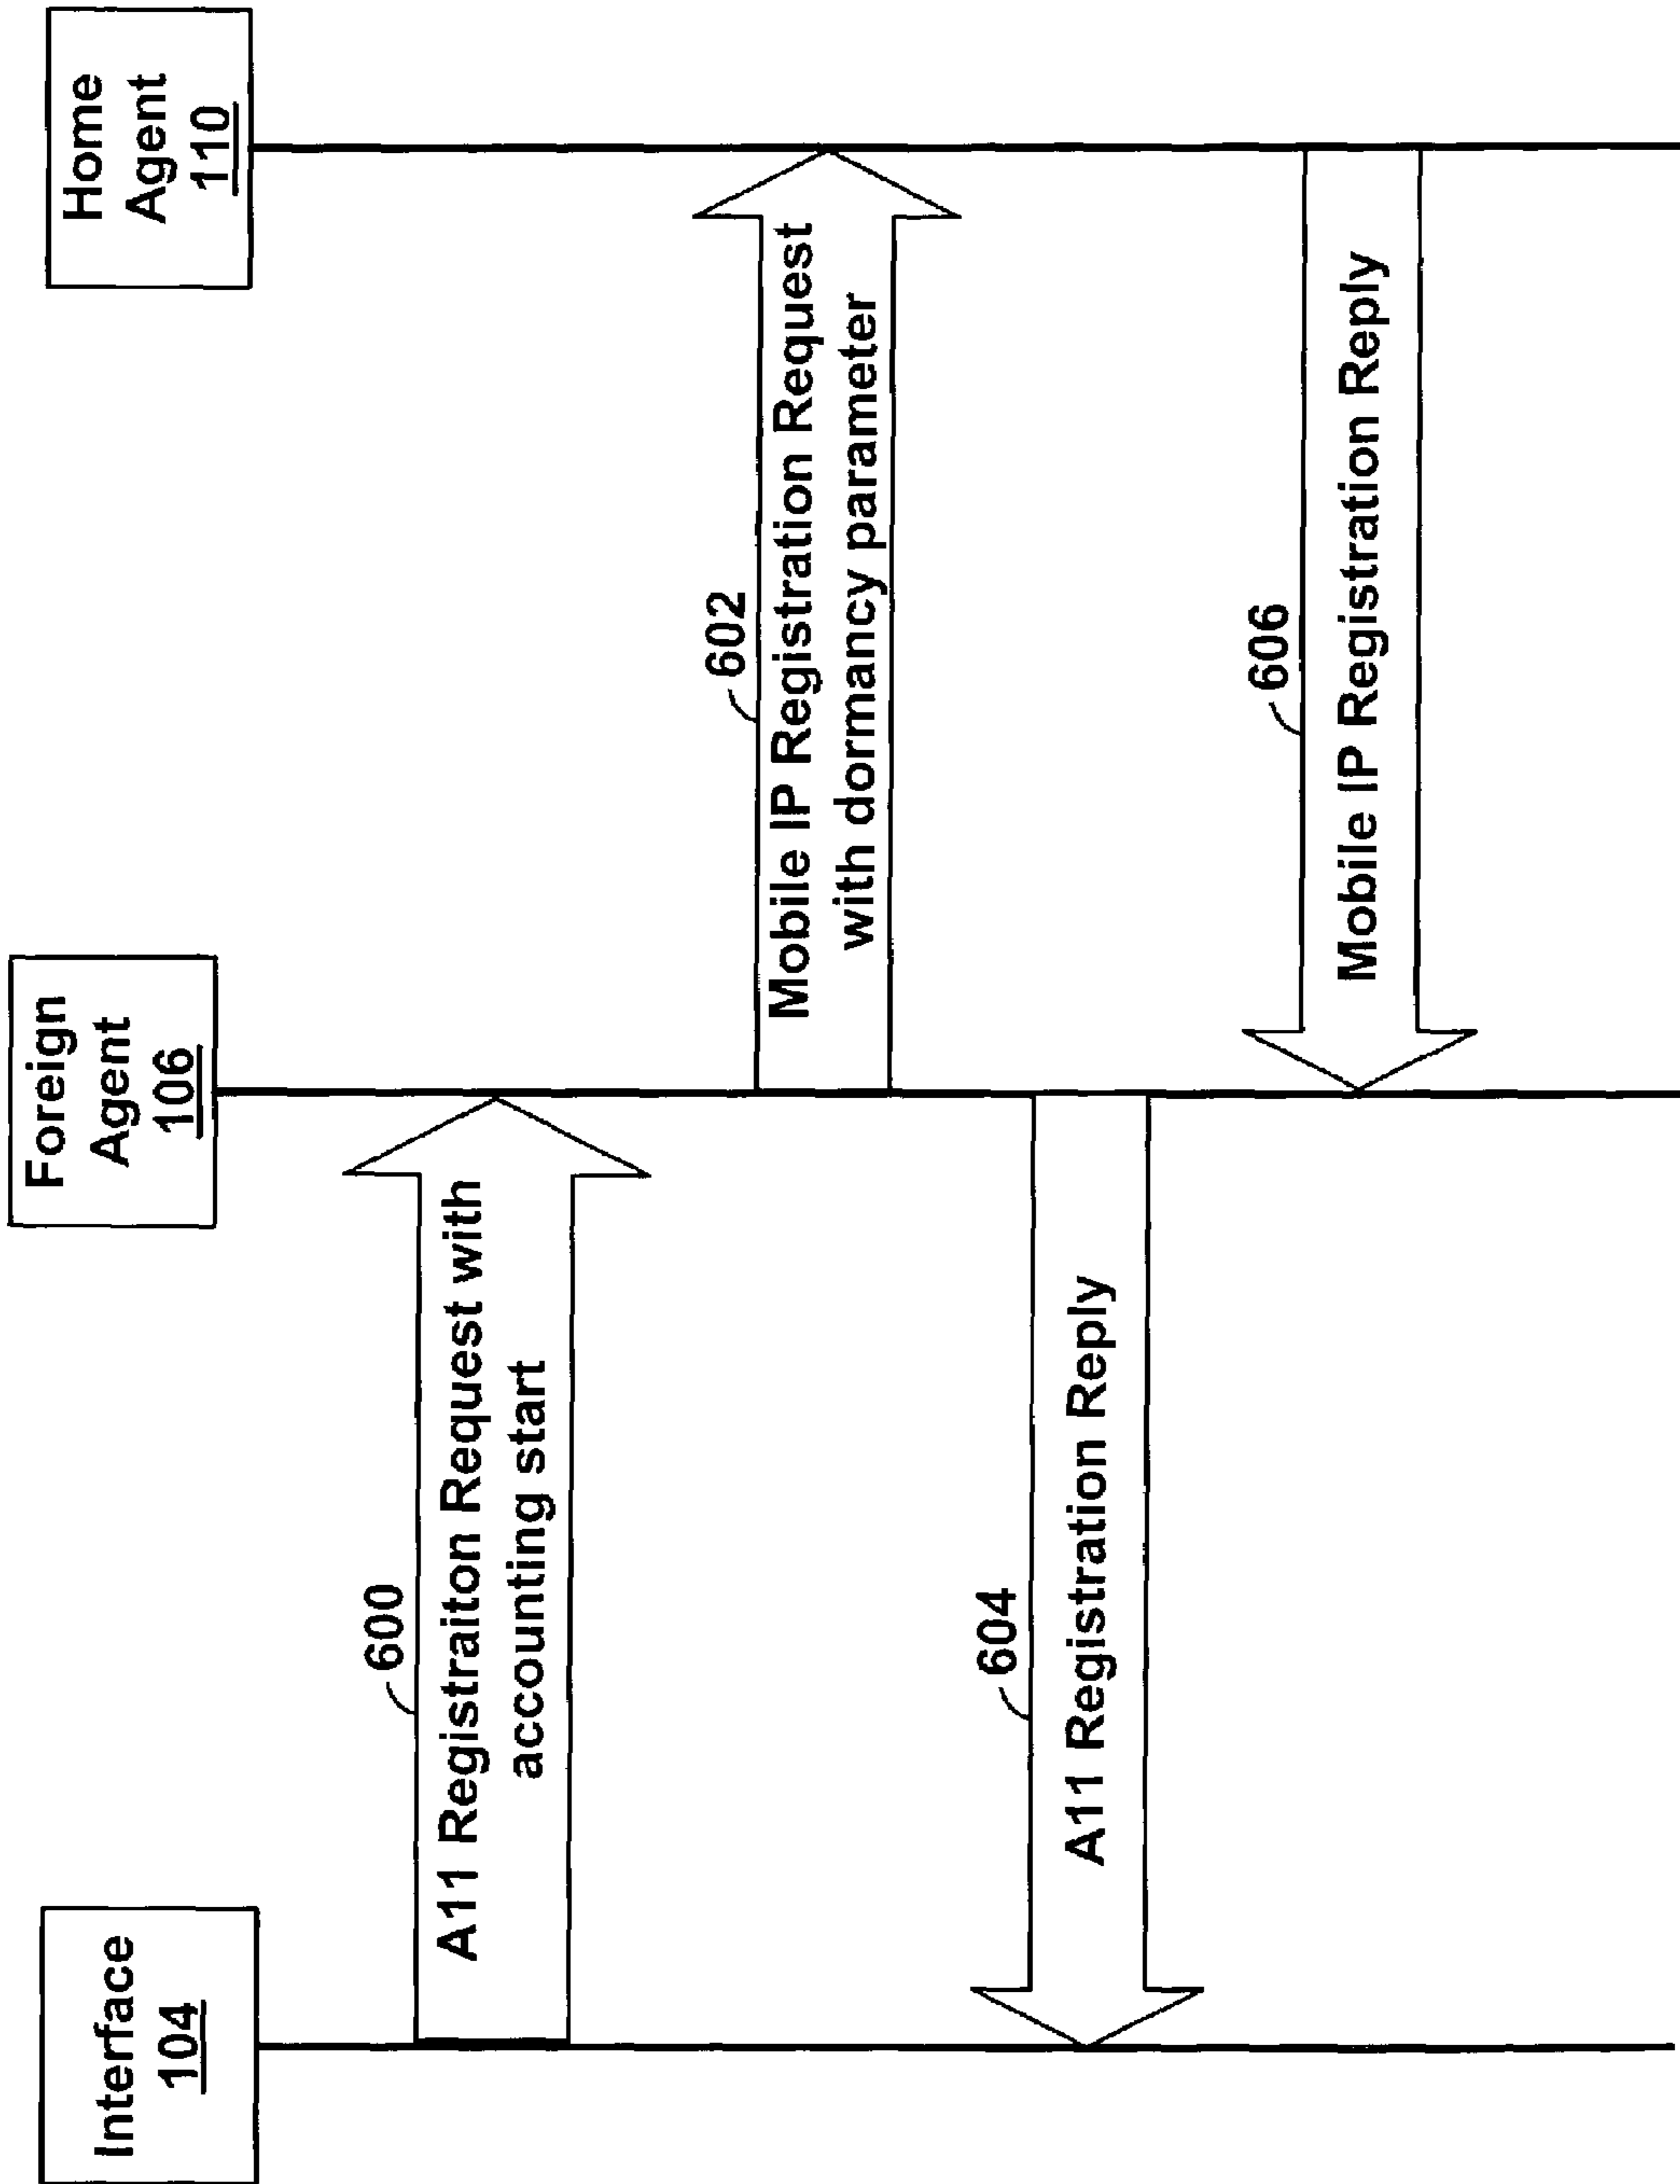 Interface
104
Foreign
Agent
106
Home
Agent
110
600
A11 Registraiton Request with
accounting start
602
Mobile IP Registration Request
with dormancy parameter
604
A11 Registration Reply
606
Mobile IP Registration Reply